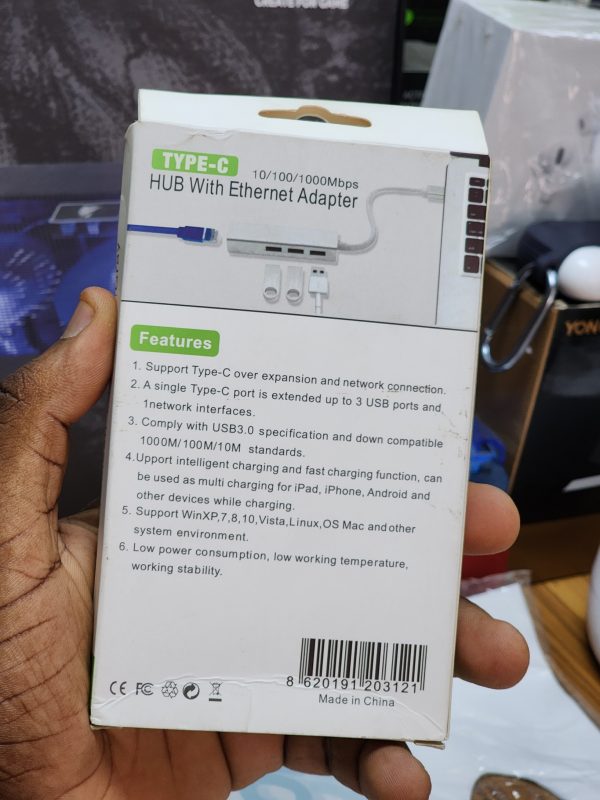 CREATE FOR GAME
TYPE-C
10/100/1000Mbps
HUB With Ethernet Adapter
Features
1. Support Type-C over expansion and network connection.
2. A single Type-C port is extended up to 3 USB ports and
1network interfaces.
3. Comply with USB3.0 specification and down compatible
1000M/100M/10M standards.
4.Upport intelligent charging and fast charging function, can
be used as multi charging for iPad, iPhone, Android and
other devices while charging.
5. Support WinXP,7,8,10,Vista,Linux,OS Mac and other
system environment.
6. Low power consumption, low working temperature,
working stability.
CE FC
8 620191 203121
Made in China